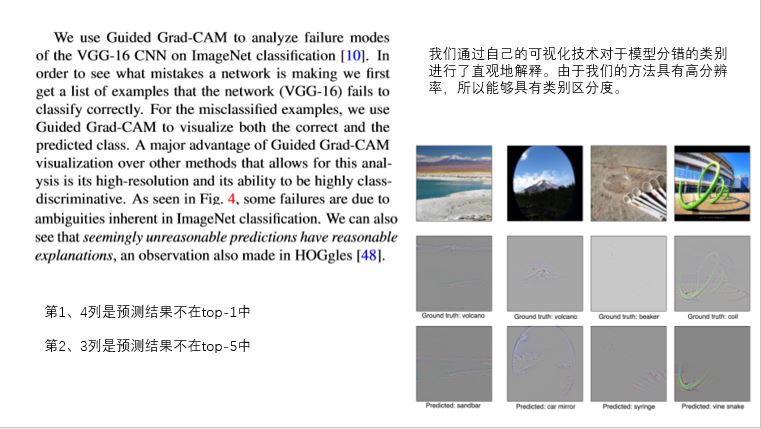 We use Guided Grad-CAM to analyze failure modes
of the VGG-16 CNN on ImageNet classification [10]. In
order to see what mistakes a network is making we first
get a list of examples that the network (VGG-16) fails to
classify correctly. For the misclassified examples, we use
Guided Grad-CAM to visualize both the correct and the
predicted class. A major advantage of Guided Grad-CAM
visualization over other methods that allows for this anal-
ysis is its high-resolution and its ability to be highly class-
discriminative. As seen in Fig. 4, some failures are due to
ambiguities inherent in ImageNet classification. We can also
see that seemingly unreasonable predictions have reasonable
explanations, an observation also made in HOGgles [48].
第1、4列是预测结果不在top-1中
第2、3列是预测结果不在top-5中
我们通过自己的可视化技术对于模型分错的类别
进行了直观地解释。由于我们的方法具有高分辨
率，所以能够具有类别区分度。
Ground truth: volcano
Ground truth: volcano
Ground truth: beaker
Ground truth: coil
Predicted: sandbar
Predicted: car mirror
Predicted: syringe
Predicted: vine snake